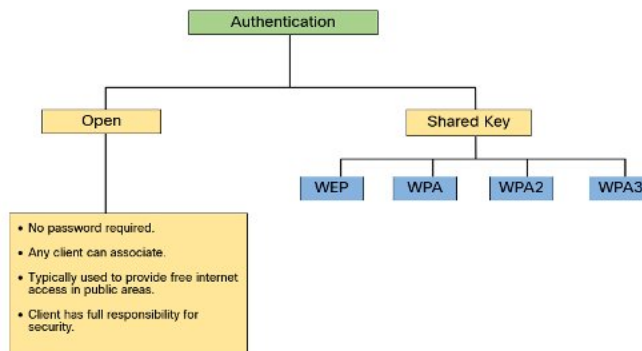 Authentication
Open
Shared Key
WEP
WPA
WPA2
WPA3
• No password required.
• Any client can associate.
• Typically used to provide free internet
access in public areas.
• Client has full responsibility for
security.